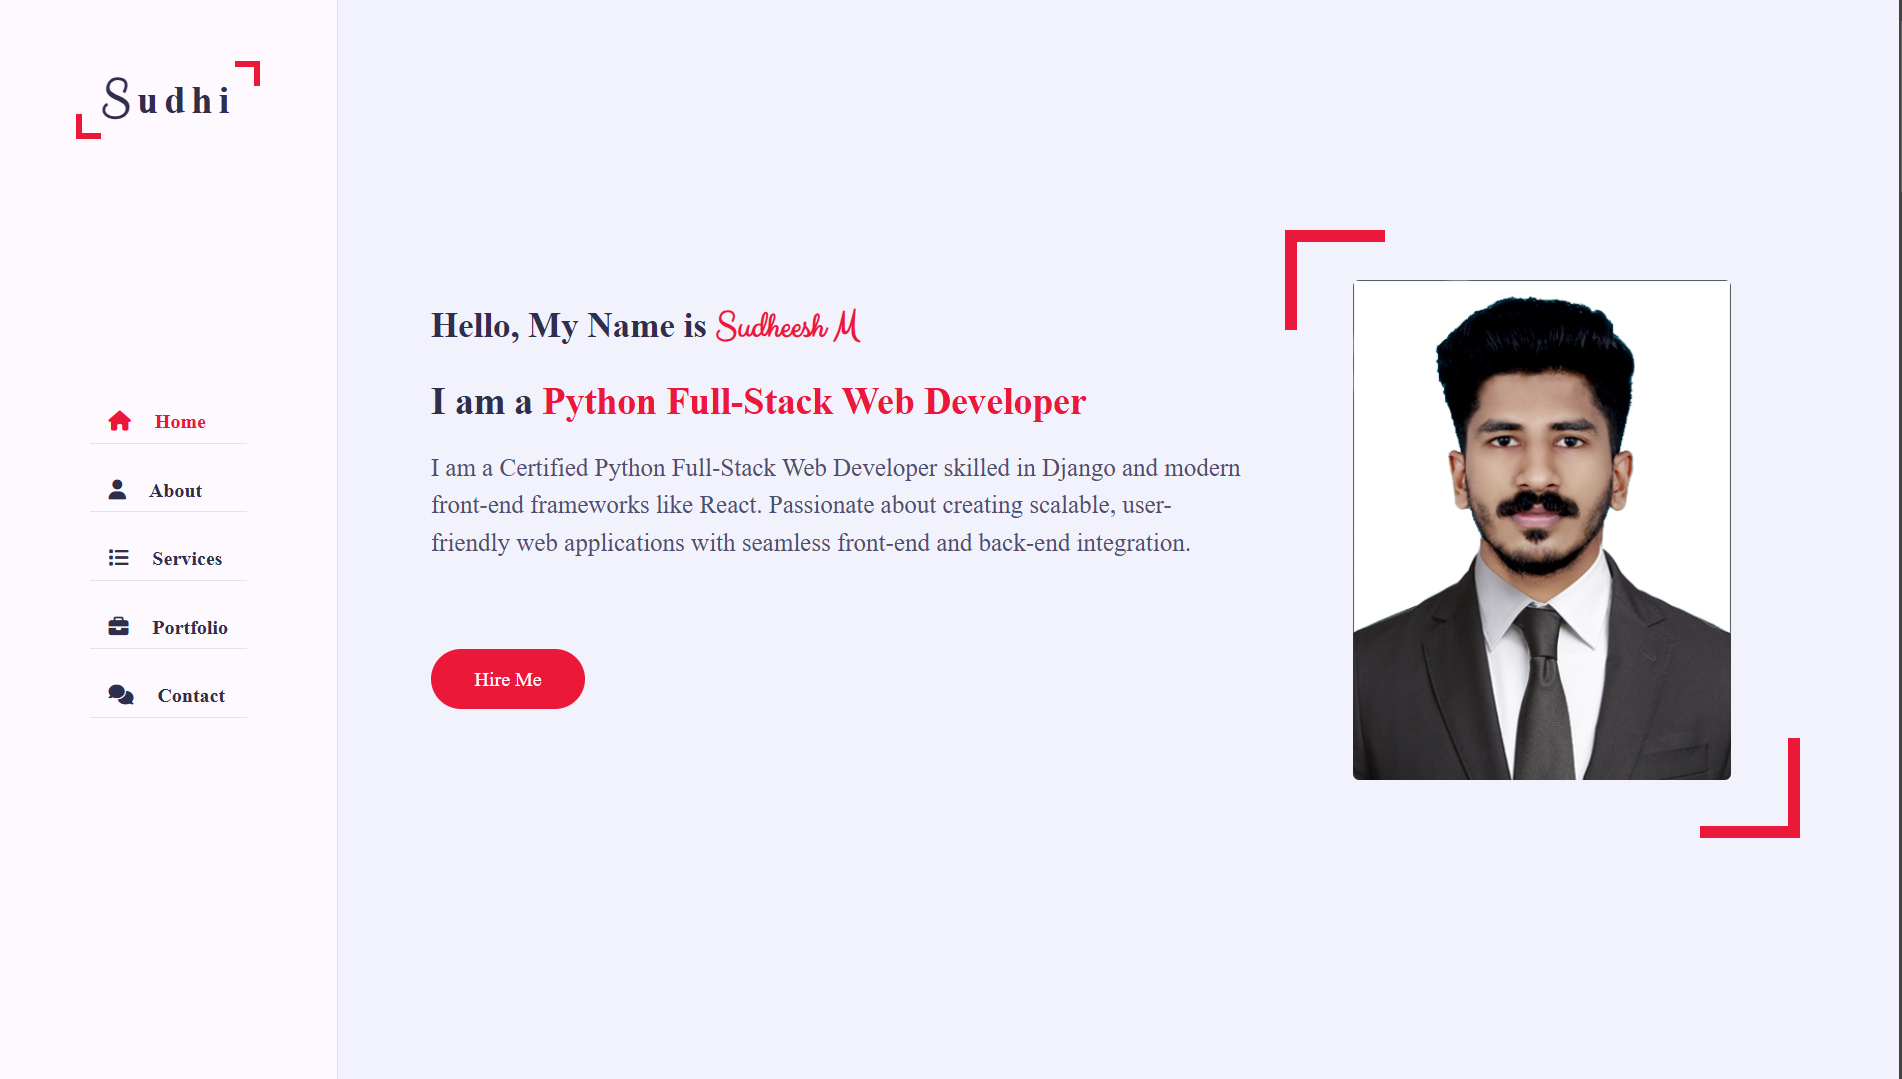 Sudhi
Home
About
Services
Portfolio
Contact
Hello, My Name is Sudheesh M
I am a Python Full-Stack Web Developer
I am a Certified Python Full-Stack Web Developer skilled in Django and modern
front-end frameworks like React. Passionate about creating scalable, user-
friendly web applications with seamless front-end and back-end integration.
Hire Me